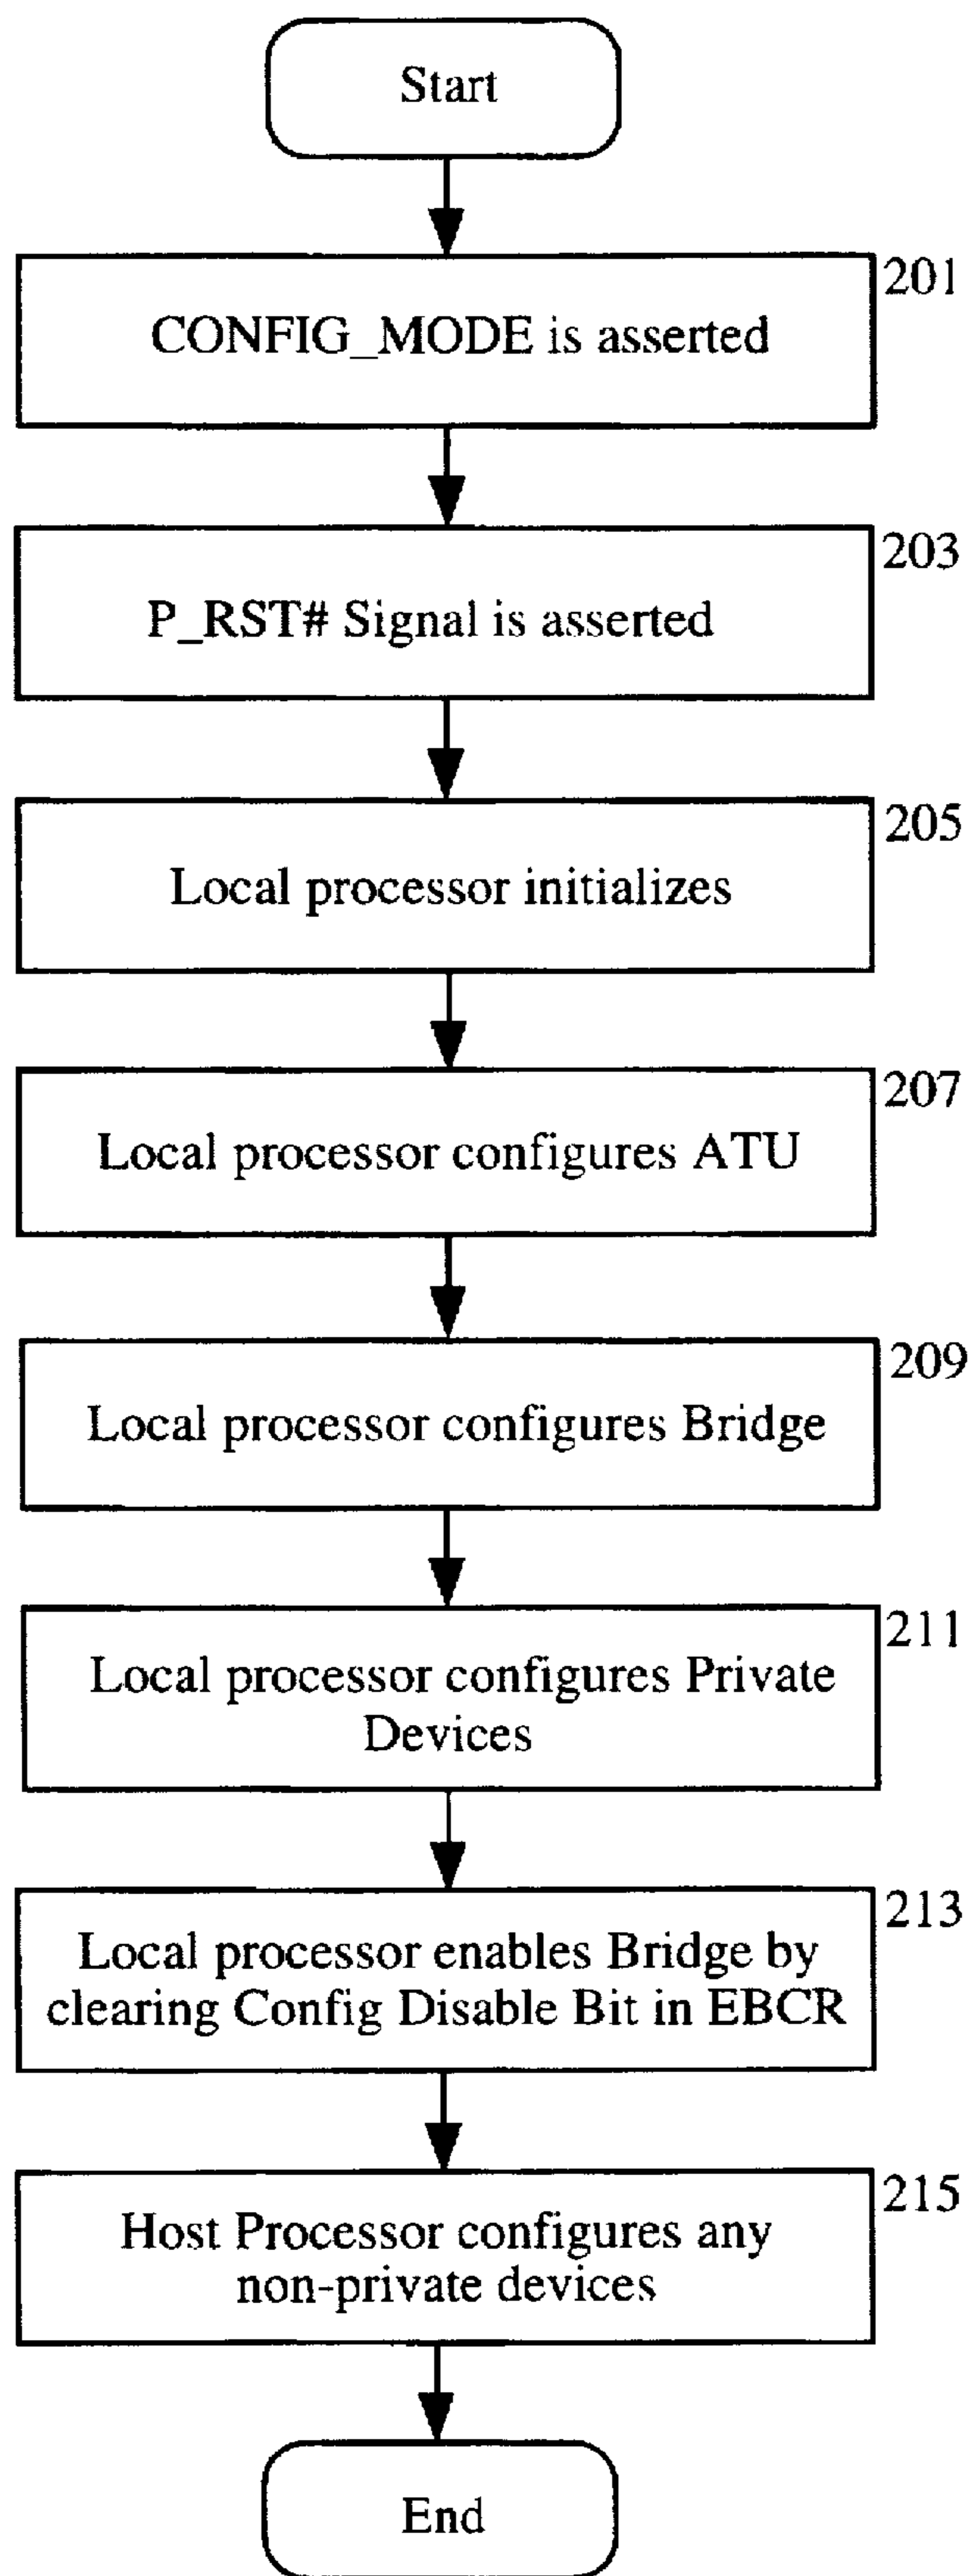 Start
201
CONFIG_MODE is asserted
203
P_RST# Signal is asserted
205
Local processor initializes
207
Local processor configures ATU
209
Local processor configures Bridge
211
Local processor configures Private
Devices
213
Local processor enables Bridge by
clearing Config Disable Bit in EBCR
215
Host Processor configures any
non-private devices
End